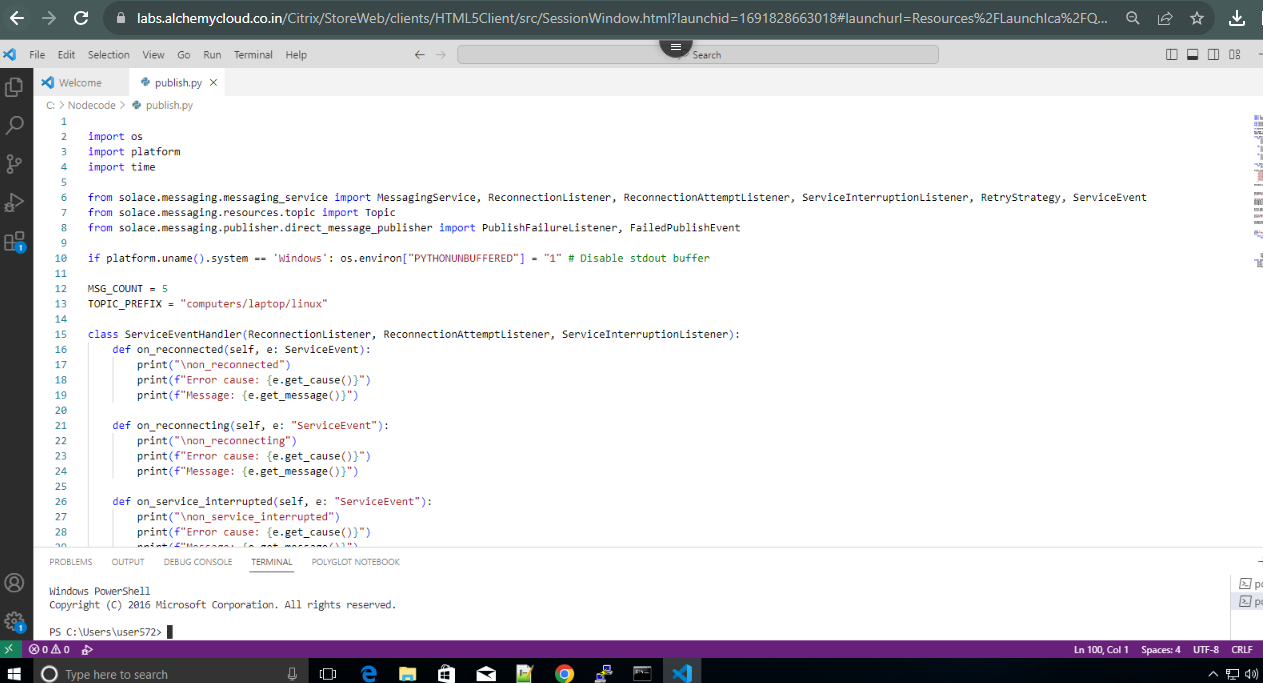 labs.alchemycloud.co.in/Citrix/StoreWeb/clients/HTML5Client/src/SessionWindow.html?launchid=1691828663018#launchurl=Resources%2FLaunchIca%2FQ...
File Edit Selection View Go Run Terminal Help
Search
Welcome
publish.py
C: > Nodecode > publish.py
1
2 import os
3 import platform
4 import time
5
6 from solace.messaging.messaging_service import MessagingService, ReconnectionListener, ReconnectionAttemptListener, ServiceInterruptionListener, RetryStrategy, ServiceEvent
7 from solace.messaging.resources.topic import Topic
8 from solace.messaging.publisher.direct_message_publisher import PublishFailureListener, FailedPublishEvent
9
10 if platform.uname().system == 'Windows': os.environ["PYTHONUNBUFFERED"] = "1" # Disable stdout buffer
11
12 MSG_COUNT = 5
13 TOPIC_PREFIX = "computers/laptop/linux"
14
15 class ServiceEventHandler(ReconnectionListener, ReconnectionAttemptListener, ServiceInterruptionListener):
16 def on_reconnected(self, e: ServiceEvent):
17 print("\non_reconnected")
18 print(f"Error cause: {e.get_cause()}")
19 print(f"Message: {e.get_message()}")
20
21 def on_reconnecting(self, e: "ServiceEvent"):
22 print("\non_reconnecting")
23 print(f"Error cause: {e.get_cause()}")
24 print(f"Message: {e.get_message()}")
25
26 def on_service_interrupted(self, e: "ServiceEvent"):
27 print("\non_service_interrupted")
28 print(f"Error cause: {e.get_cause()}")
29 print(f"Message: {e.get_message()}")
PROBLEMS OUTPUT DEBUG CONSOLE TERMINAL POLYGLOT NOTEBOOK
Windows PowerShell
Copyright (C) 2016 Microsoft Corporation. All rights reserved.
PS C:\Users\user572>
1
1
0 0
Ln 100, Col 1 Spaces: 4 UTF-8 CRLF
Type here to search